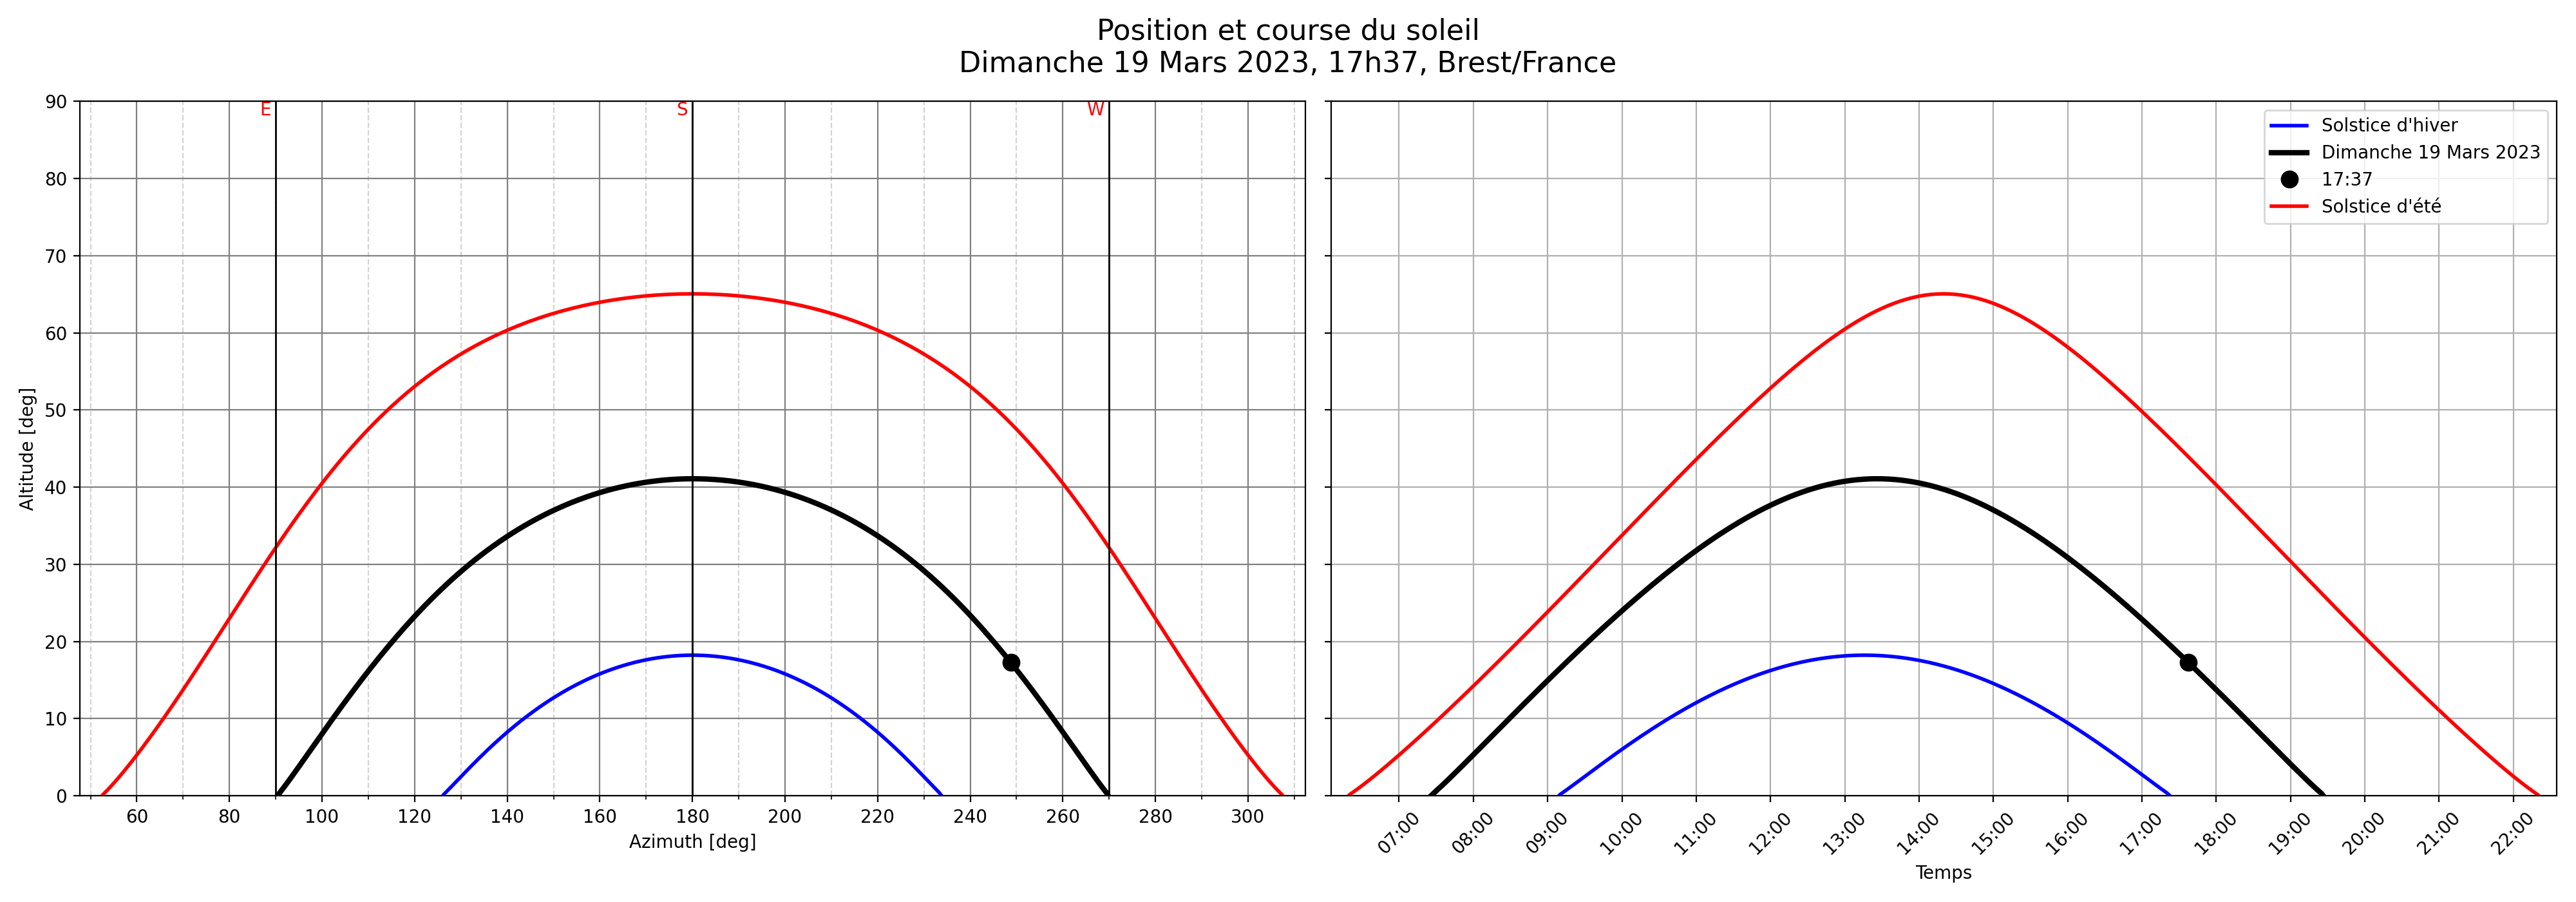 Position et course du soleil
Dimanche 19 Mars 2023, 17h37, Brest/France
E
S
W
90
80
70
60
50
40
30
20
10
0
Altitude [deg]
60 80 100 120 140 160 180 200 220 240 260 280 300
Azimuth [deg]
Solstice d'hiver
Dimanche 19 Mars 2023
17:37
Solstice d'été
07:00 08:00 09:00 10:00 11:00 12:00 13:00 14:00 15:00 16:00 17:00 18:00 19:00 20:00 21:00 22:00
Temps